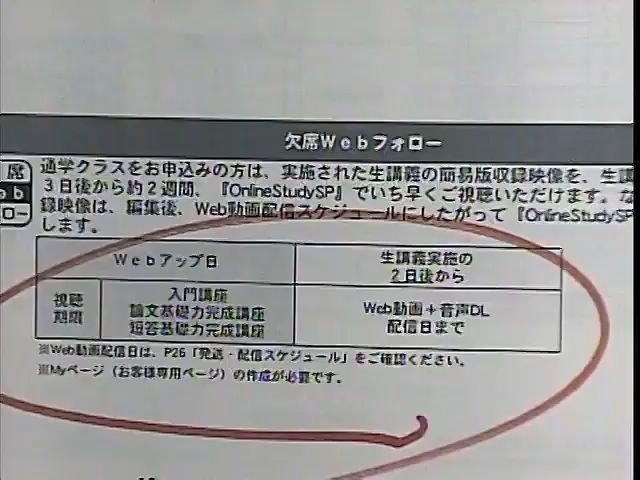 欠席Webフォロー
席
ロー
通学クラスをお申込みの方は、実施された生講義の簡易版収録映像を、生講
3日後から約2週間、『OnlineStudySP』でいち早くご視聴いただけます。な
録映像は、編集後、Web動画配信スケジュールにしたがって『OnlineStudySP
します。
Webアップ日
生講義実施の
2日後から
視聴
期限
入門講座
論文基礎力完成講座
短答基礎力完成講座
Web動画+音声DL
配信日まで
※Web動画配信日は、P26「発送・配信スケジュール」をご確認ください。
※Myページ(お客様専用ページ)の作成が必要です。